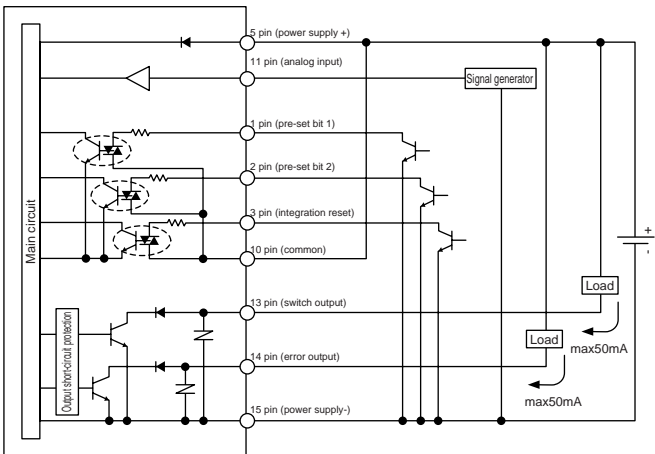 5 pin (power supply +)
11 pin (analog input)
Signal generator
1 pin (pre-set bit 1)
2 pin (pre-set bit 2)
3 pin (integration reset)
10 pin (common)
Main circuit
+
-
Load
13 pin (switch output)
Output short-circuit protection
Load
max50mA
14 pin (error output)
max50mA
15 pin (power supply-)